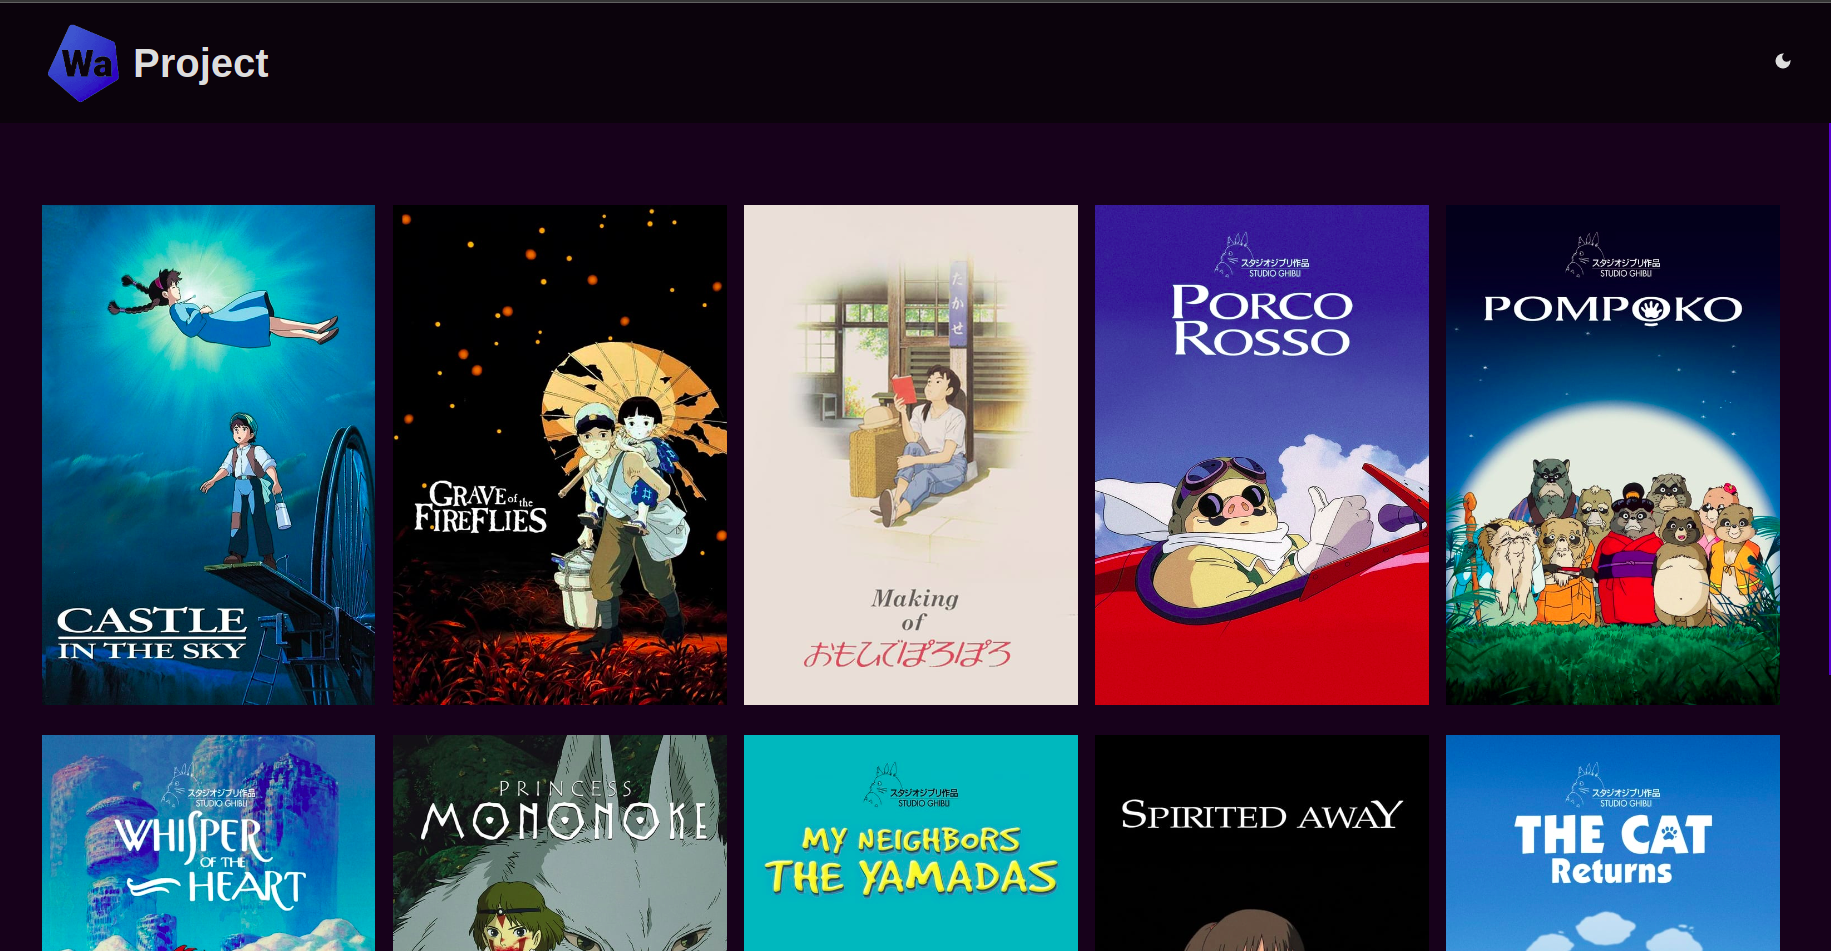 Wa Project
CASTLE
IN THE SKY
GRAVE of the
FIREFLIES
たかせ
Making
of
おもひでぽろぽろ
スタジオジブリ作品
STUDIO GHIBLI
PORCO
ROSSO
スタジオジブリ作品
STUDIO GHIBLI
POMPOKO
スタジオジブリ作品
STUDIO GHIBLI
WHISPER
OF THE
HEART
PRINCESS
MONONOKE
スタジオジブリ作品
STUDIO GHIBLI
MY NEIGHBORS
THE YAMADAS
SPIRITED AWAY
スタジオジブリ作品
STUDIO GHIBLI
THE CAT
Returns